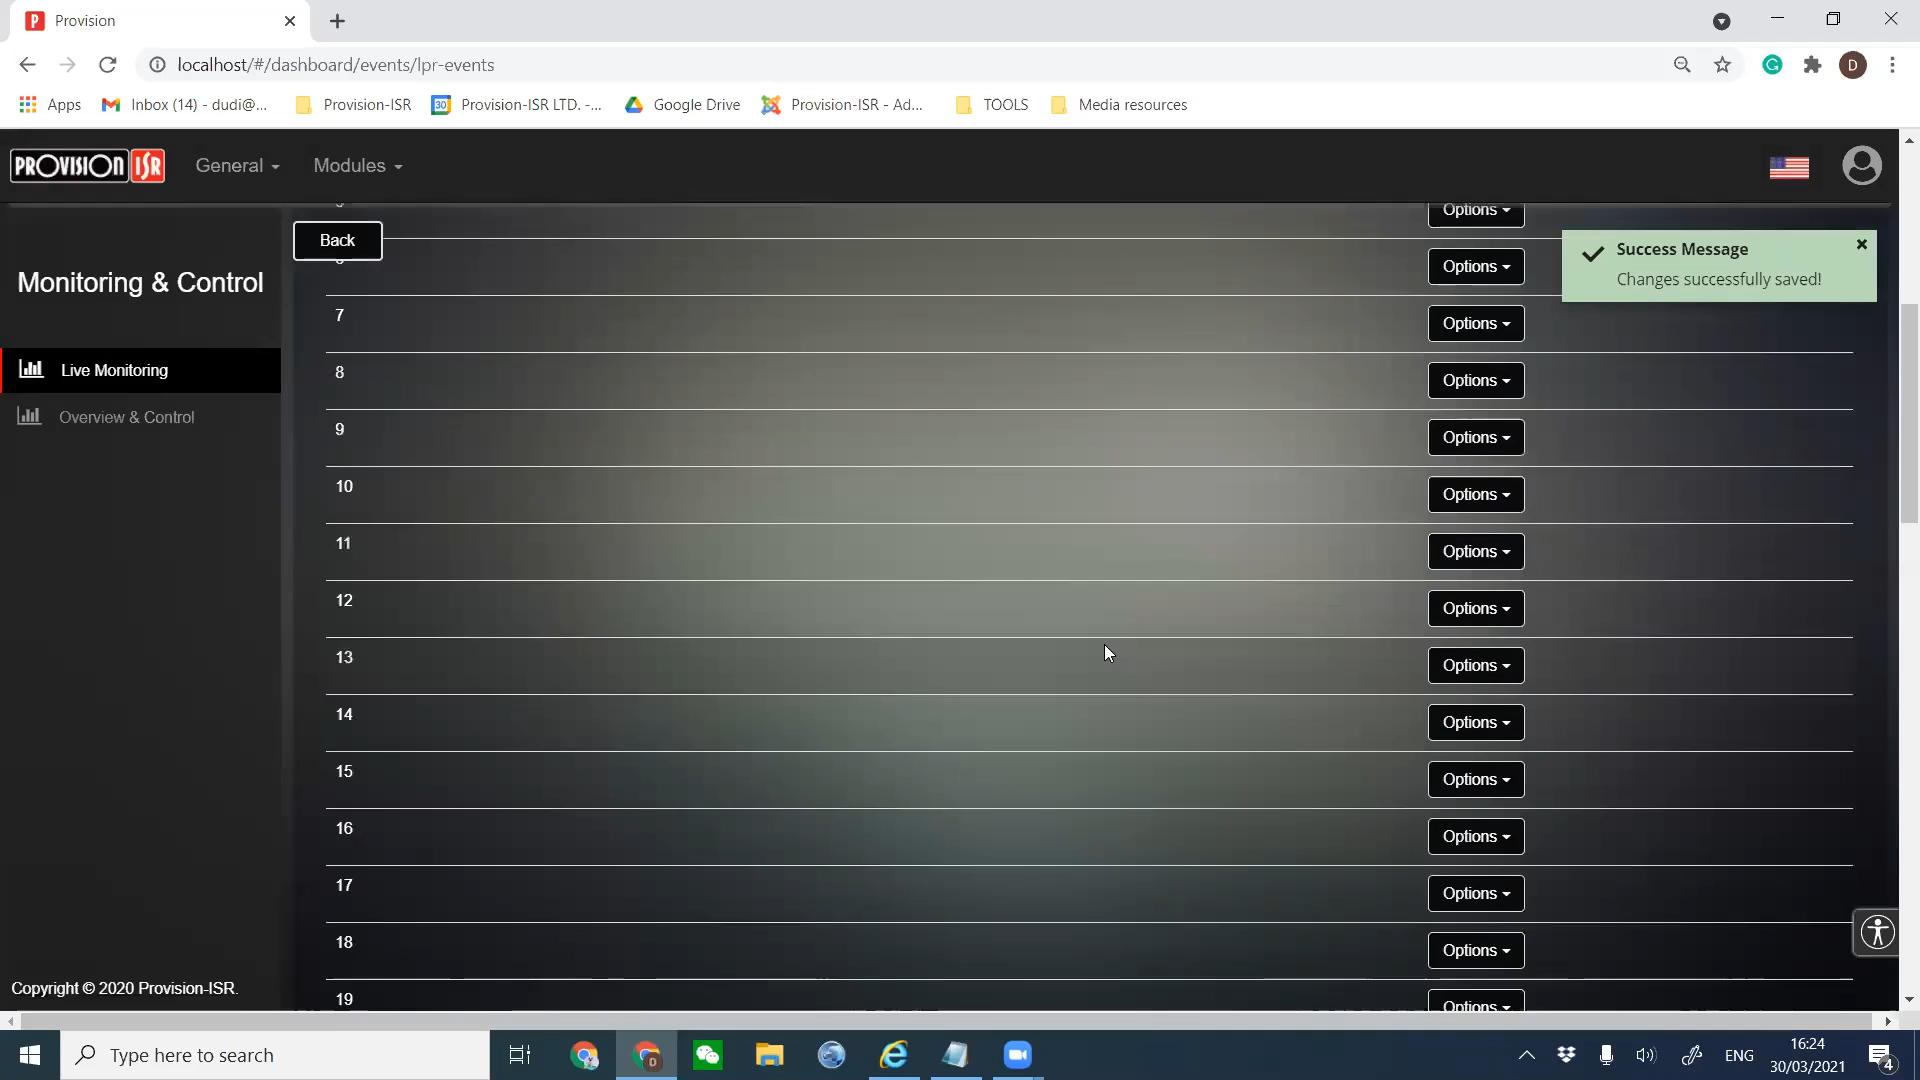 Provision
localhost/#/dashboard/events/lpr-events
Apps
Inbox (14) - dudi@...
Provision-ISR
Provision-ISR LTD. -...
Google Drive
Provision-ISR - Ad...
TOOLS
Media resources
D
PROVISION ISR
General
Modules
Options
Back
Success Message
Changes successfully saved!
Monitoring & Control
Options
7 Options
Live Monitoring
8 Options
Overview & Control
9 Options
10 Options
11 Options
12 Options
13 Options
14 Options
15 Options
16 Options
17 Options
18 Options
Copyright © 2020 Provision-ISR.
19 Options
Type here to search
ENG
16:24
30/03/2021
4